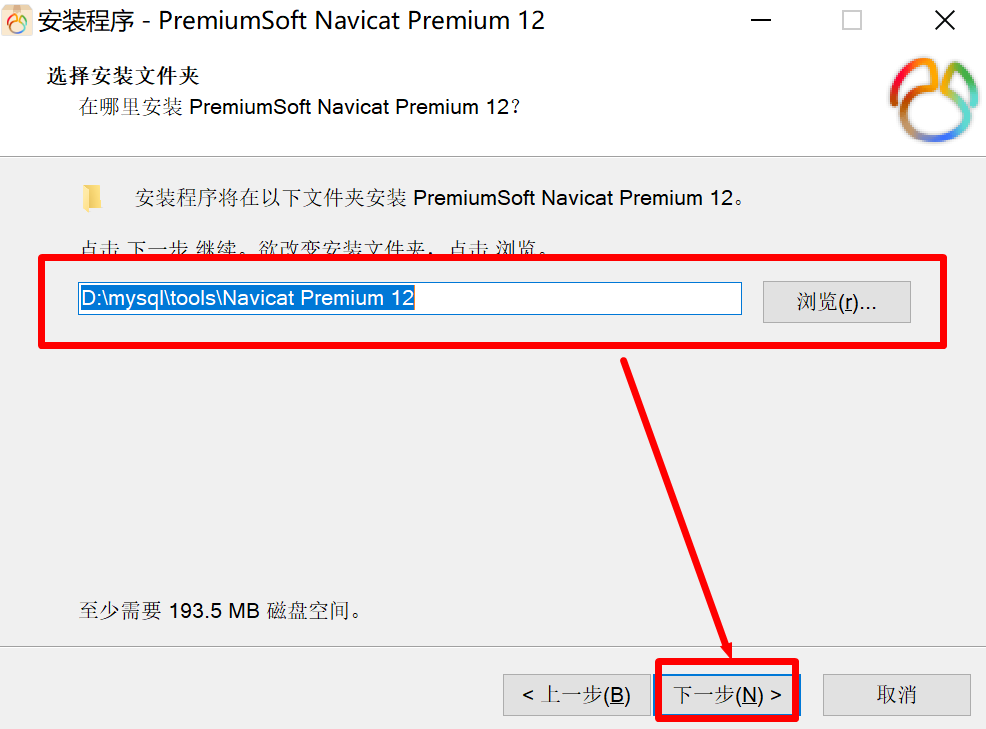 安装程序 - PremiumSoft Navicat Premium 12
选择安装文件夹
在哪里安装 PremiumSoft Navicat Premium 12?
安装程序将在以下文件夹安装 PremiumSoft Navicat Premium 12。
点击 下一步 继续。欲改变安装文件夹，点击 浏览。
D:\mysql\tools\Navicat Premium 12
浏览(r)...
至少需要 193.5 MB 磁盘空间。
< 上一步(B)
下一步(N) >
取消